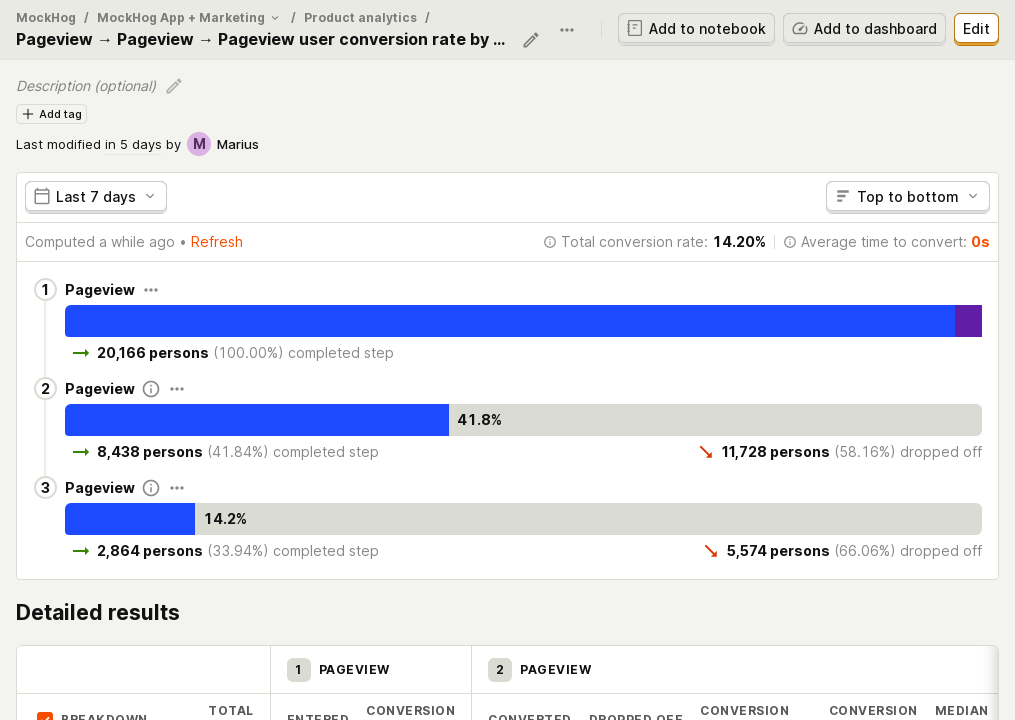 MockHog / MockHog App + Marketing / Product analytics /
Pageview → Pageview → Pageview user conversion rate by ...
Add to notebook
Add to dashboard
Edit
Description (optional)
Add tag
Last modified in 5 days by M Marius
Last 7 days
Top to bottom
Computed a while ago • Refresh
Total conversion rate: 14.20%
Average time to convert: 0s
1 Pageview
20,166 persons (100.00%) completed step
2 Pageview
41.8%
8,438 persons (41.84%) completed step
11,728 persons (58.16%) dropped off
3 Pageview
14.2%
2,864 persons (33.94%) completed step
5,574 persons (66.06%) dropped off
Detailed results
1 PAGEVIEW
2 PAGEVIEW
TOTAL
CONVERSION
CONVERSION
CONVERSION
MEDIAN
BREAKDOWN
ENTERED
CONVERTED
DROPPED OFF